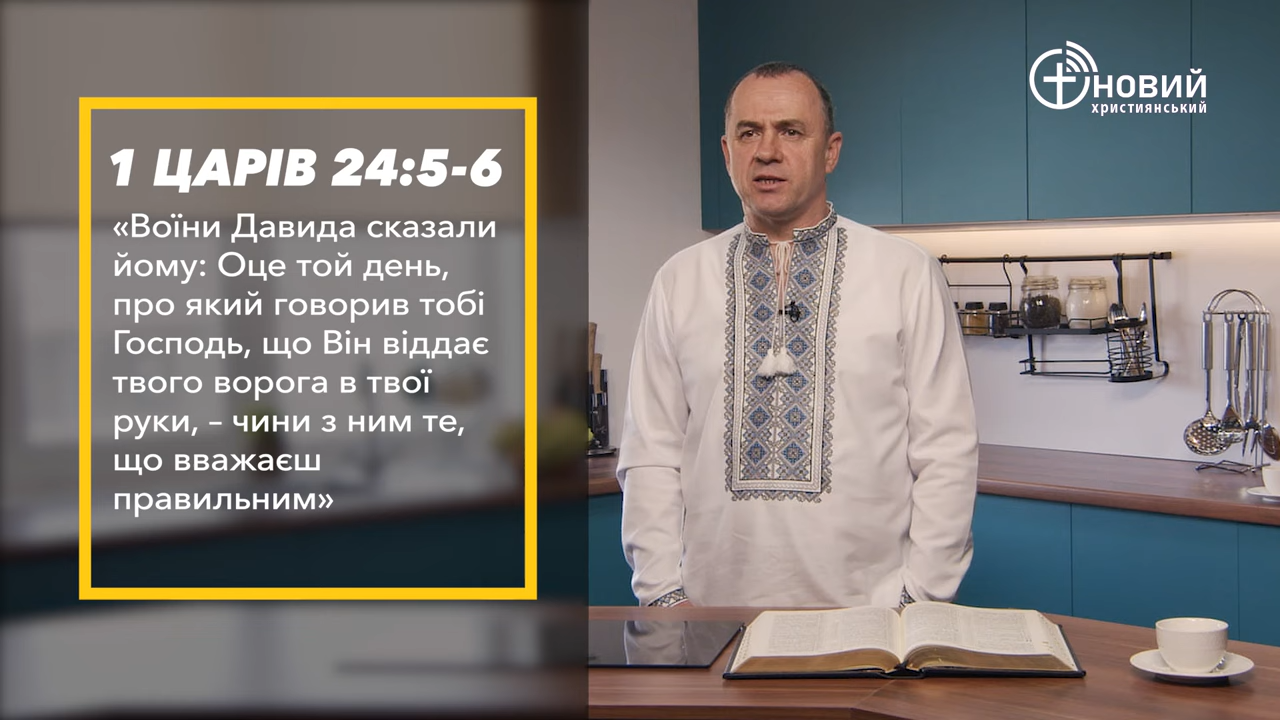 1 ЦАРІВ 24:5-6
«Воїни Давида сказали
йому: Оце той день,
про який говорив тобі
Господь, що Він віддає
твого ворога в твої
руки, – чини з ним те,
що вважаєш
правильним»
НОВИЙ
християнський